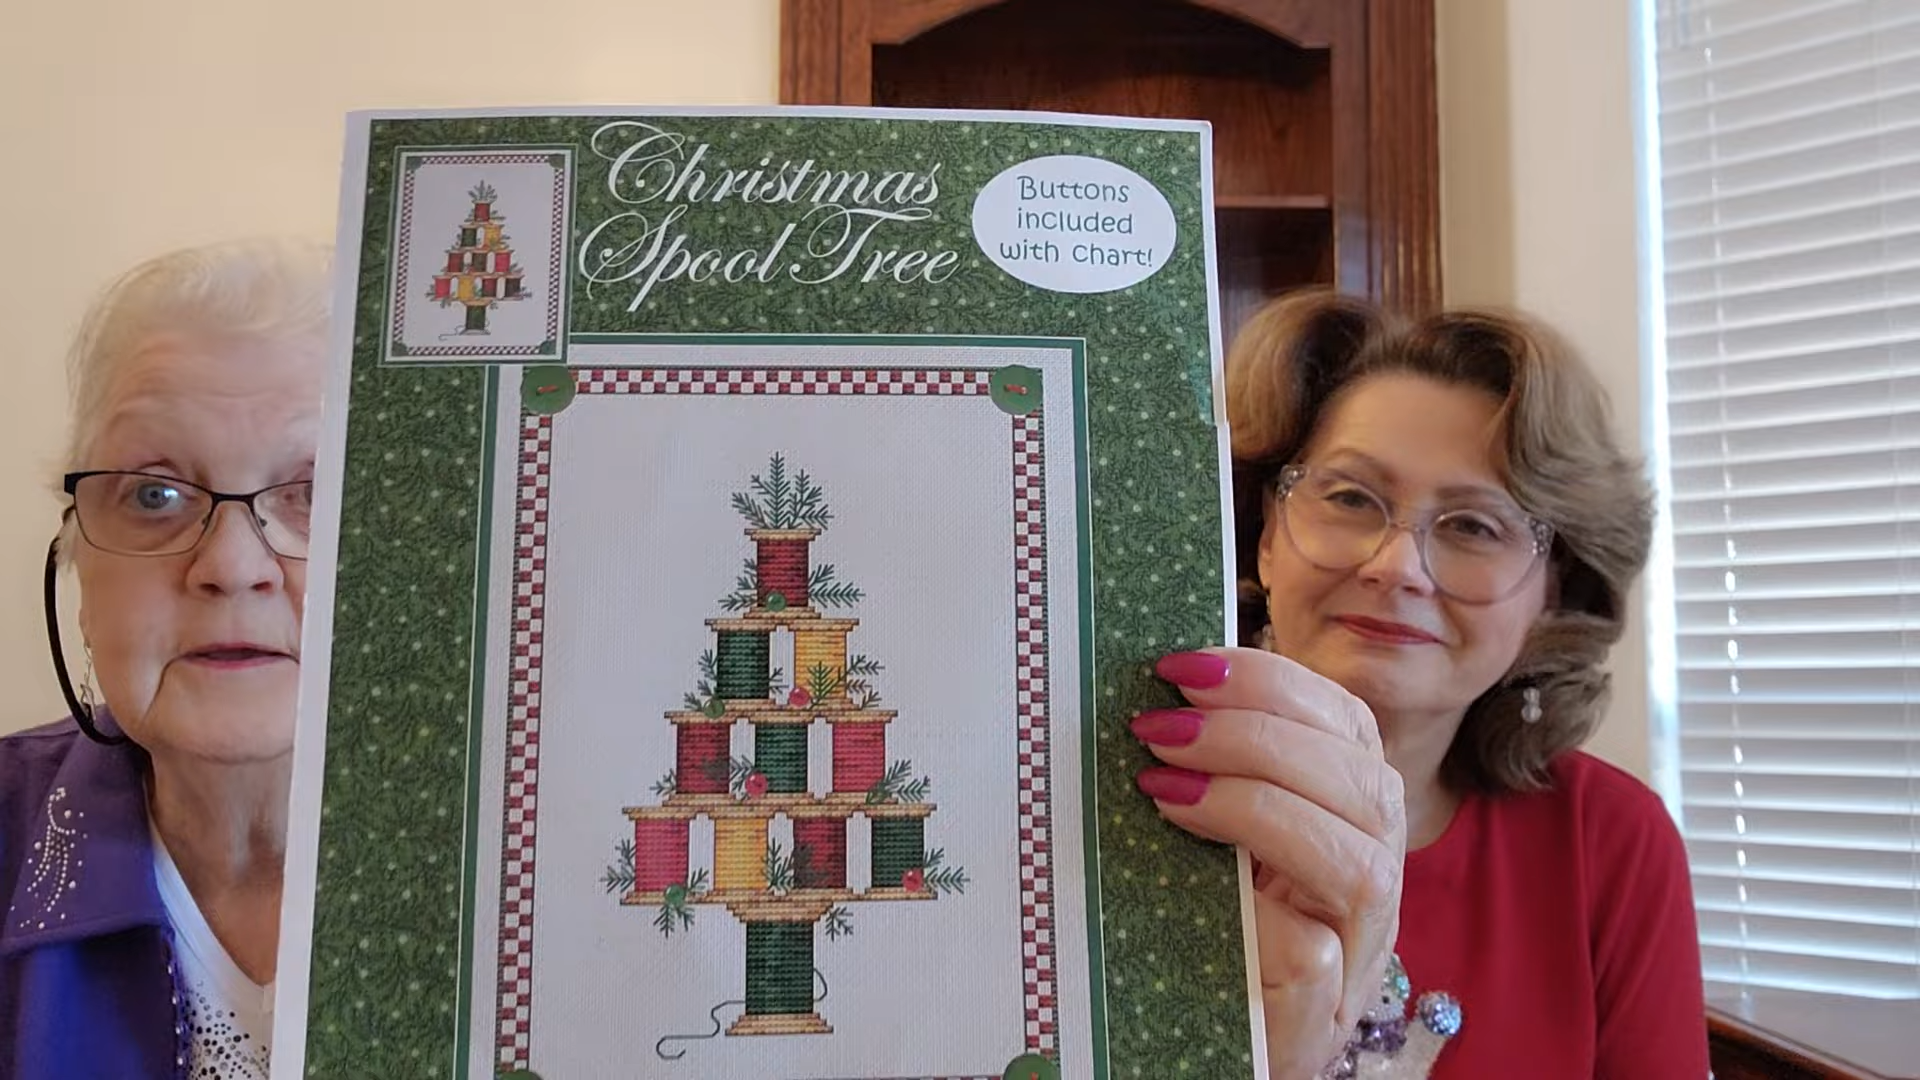 Christmas
Spool Tree
Buttons
included
with chart!